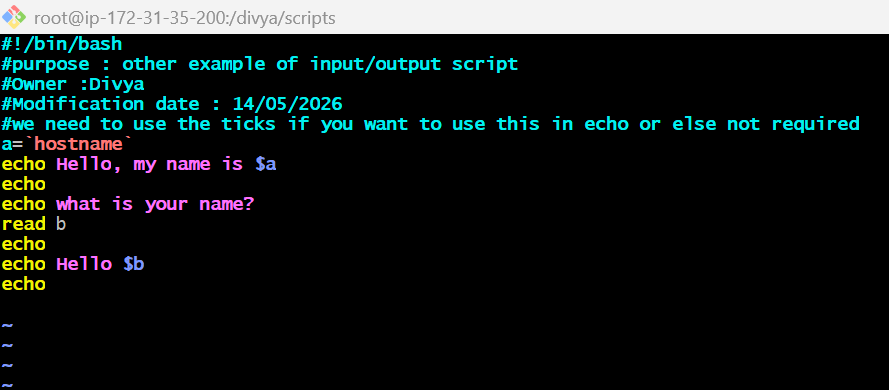 root@ip-172-31-35-200:/divya/scripts
#!/bin/bash
#purpose : other example of input/output script
#Owner :Divya
#Modification date : 14/05/2026
#we need to use the ticks if you want to use this in echo or else not required
a=`hostname`
echo Hello, my name is $a
echo
echo what is your name?
read b
echo
echo Hello $b
echo
~
~
~
~